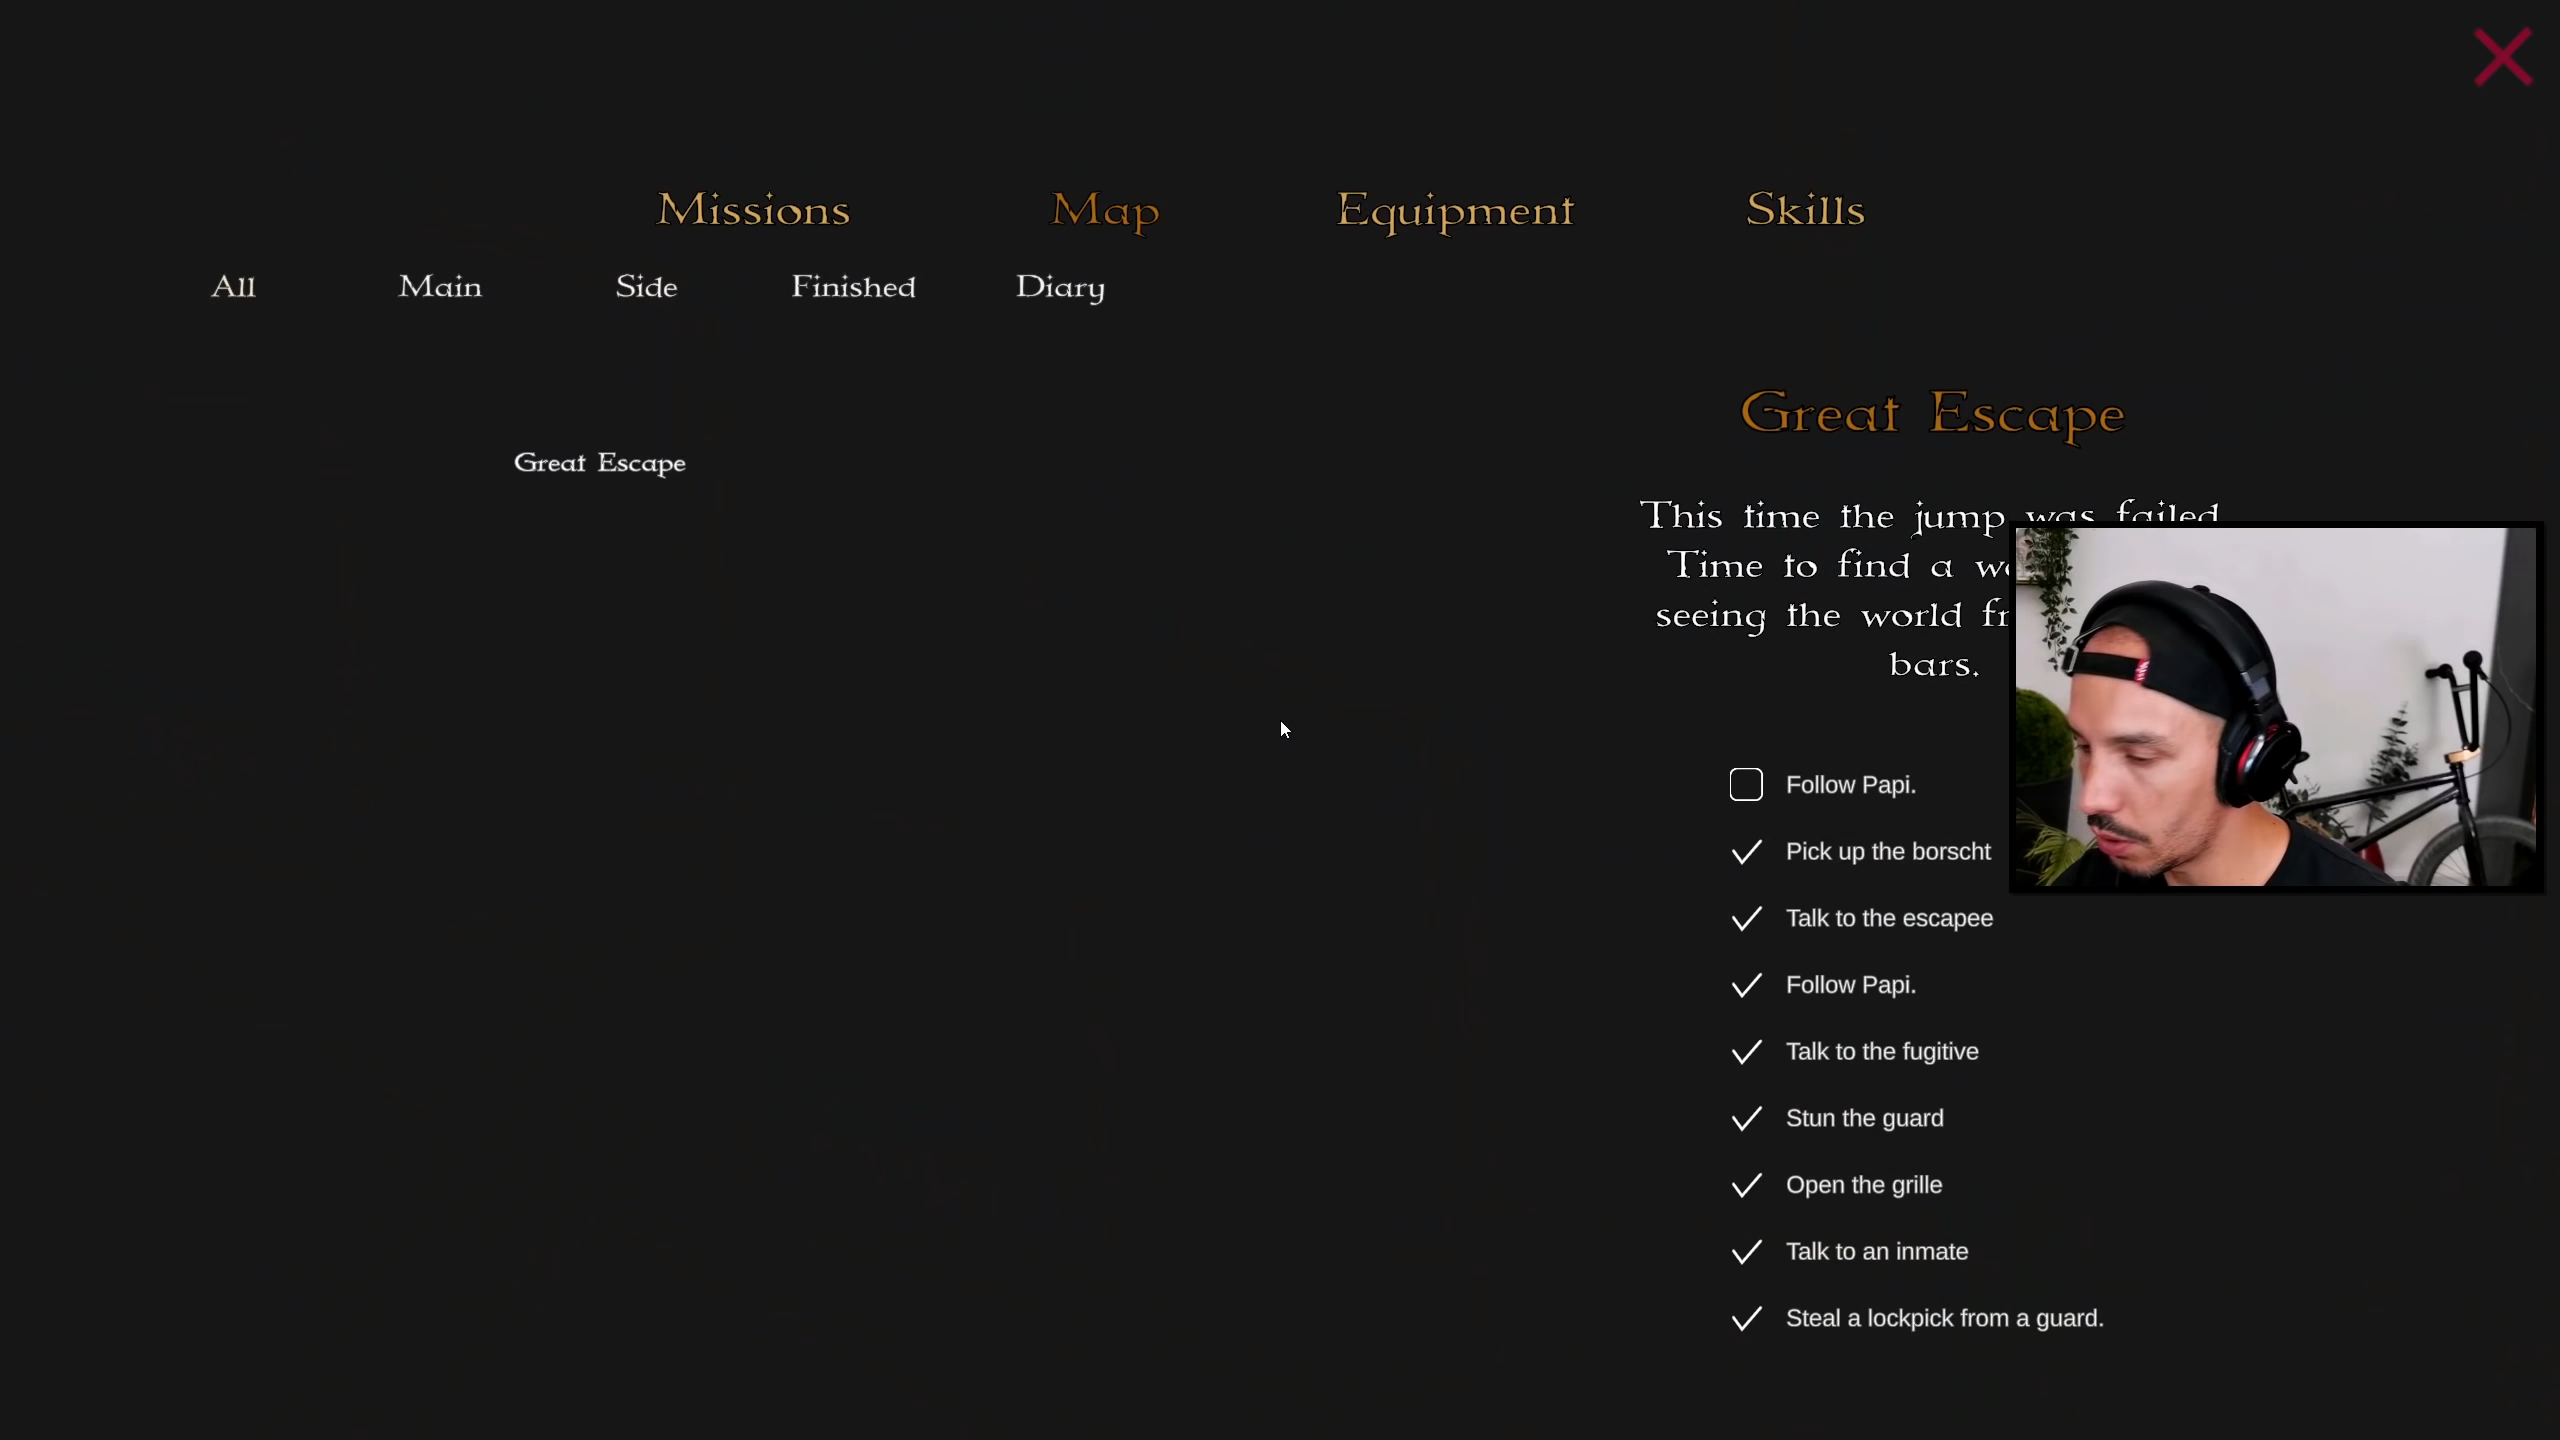 Missions Map Equipment Skills
All Main Side Finished Diary
Great Escape
Great Escape
This time the jump was failed
Time to find a
seeing the world
bars.
Follow Papi.
Pick up the borscht
Talk to the escapee
Follow Papi.
Talk to the fugitive
Stun the guard
Open the grille
Talk to an inmate
Steal a lockpick from a guard.